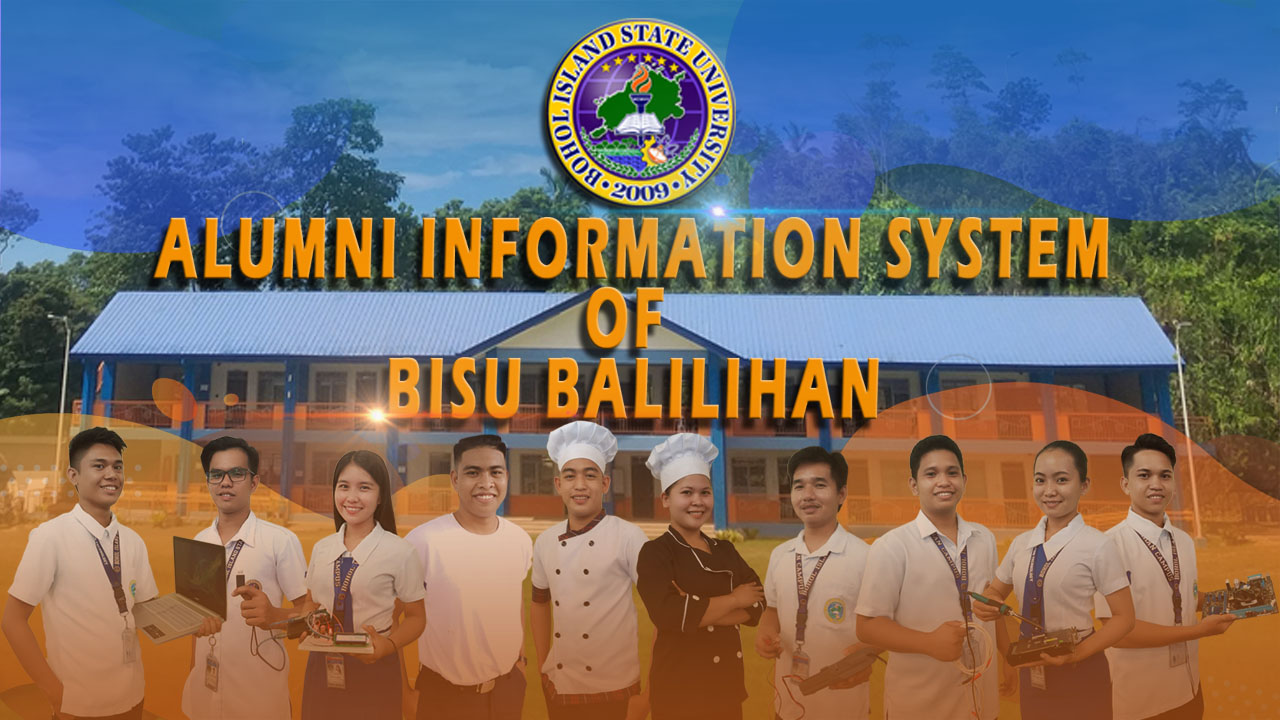 BOHOL ISLAND STATE UNIVERSITY
• 2009 •
ALUMNI INFORMATION SYSTEM
OF
BISU BALILIHAN